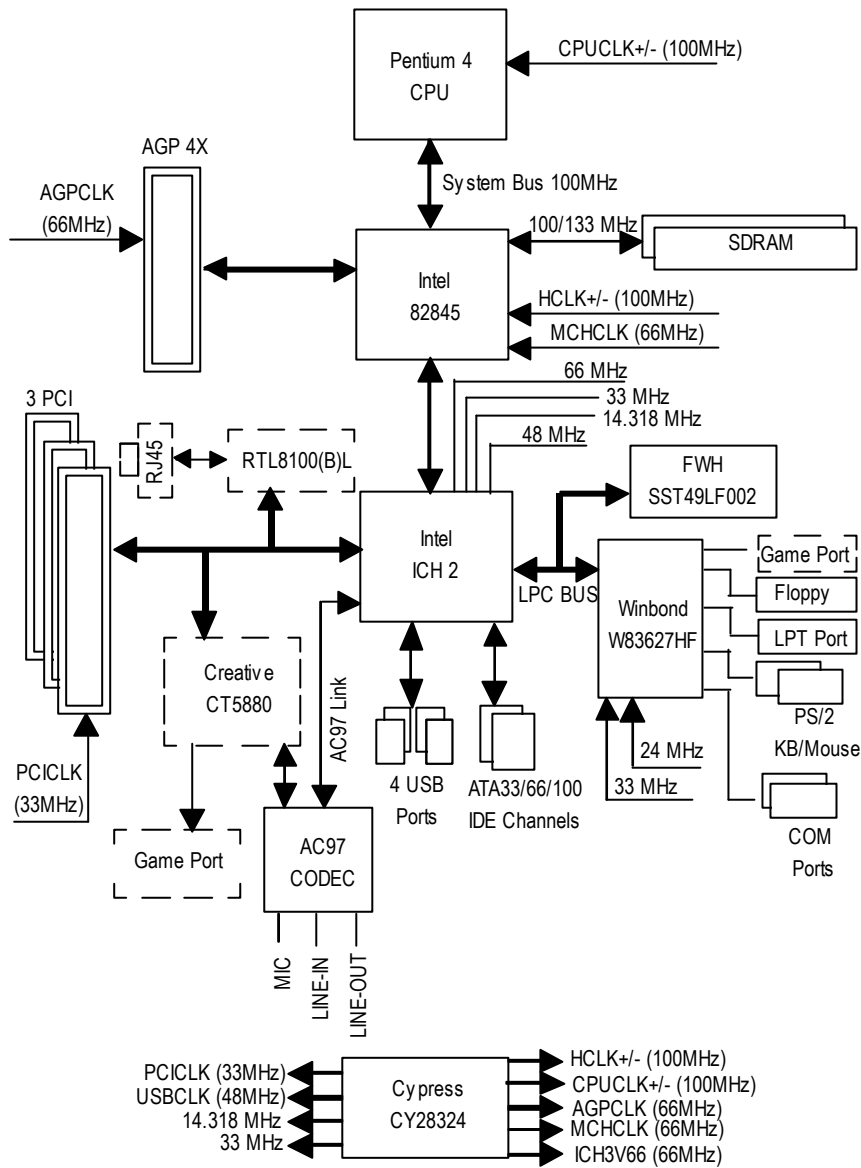 Pentium 4
CPU
CPUCLK+/- (100MHz)
AGP 4X
System Bus 100MHz
AGPCLK
(66MHz)
100/133 MHz
SDRAM
Intel
82845
HCLK+/- (100MHz)
MCHCLK (66MHz)
66 MHz
3 PCI
33 MHz
14.318 MHz
48 MHz
RJ45
RTL8100(B)L
FWH
SST49LF002
Intel
ICH 2
LPC BUS
Winbond
W83627HF
Game Port
Floppy
LPT Port
PS/2
KB/Mouse
Creative
CT5880
AC97 Link
PCICLK
(33MHz)
4 USB
Ports
ATA33/66/100
IDE Channels
24 MHz
33 MHz
COM
Ports
Game Port
AC97
CODEC
MIC
LINE-IN
LINE-OUT
PCICLK (33MHz)
USBCLK (48MHz)
14.318 MHz
33 MHz
Cypress
CY28324
HCLK+/- (100MHz)
CPUCLK+/- (100MHz)
AGPCLK (66MHz)
MCHCLK (66MHz)
ICH3V66 (66MHz)